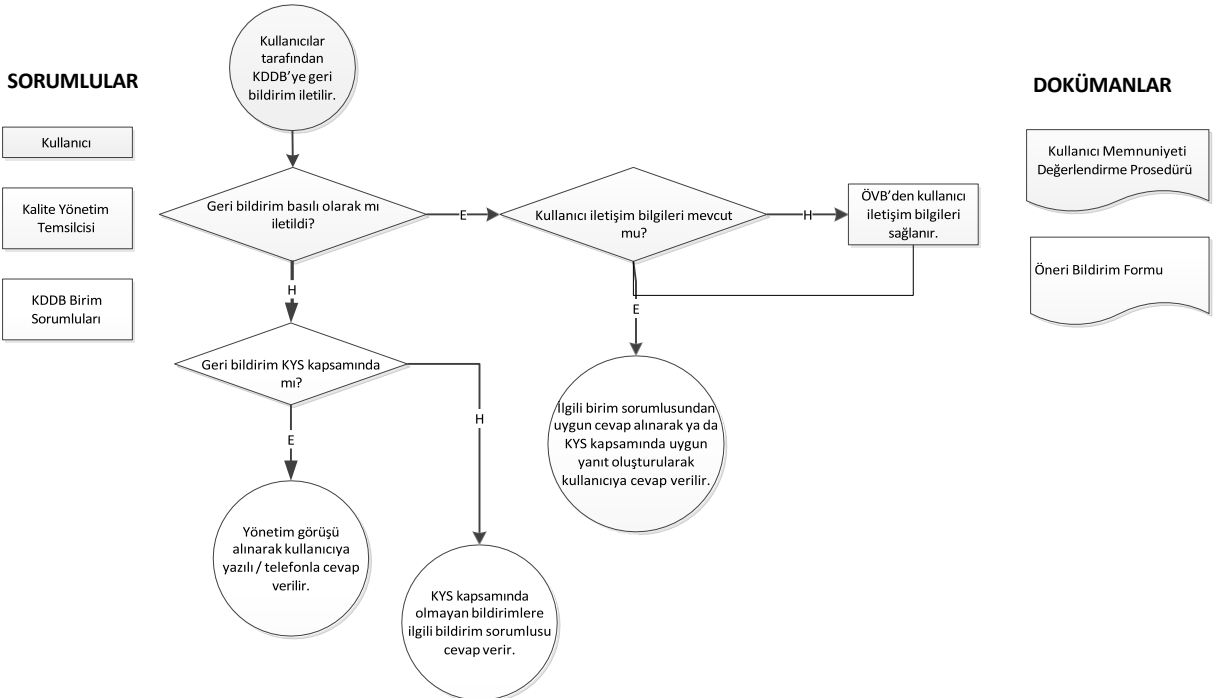 SORUMLULAR
Kullanıcı
Kalite Yönetim
Temsilcisi
KDDB Birim
Sorumluları
Kullanıcılar
tarafından
KDDB’ye geri
bildirim iletilir.
Geri bildirim basılı olarak mı
iletildi?
E
Kullanıcı iletişim bilgileri mevcut
mu?
H
ÖVB’den kullanıcı
iletişim bilgileri
sağlanır.
H
E
Geri bildirim KYS kapsamında
mı?
H
E
İlgili birim sorumlusundan
uygun cevap alınarak ya da
KYS kapsamında uygun
yanıt oluşturularak
kullanıcıya cevap verilir.
Yönetim görüşü
alınarak kullanıcıya
yazılı / telefonla cevap
verilir.
KYS kapsamında
olmayan bildirimlere
ilgili bildirim sorumlusu
cevap verir.
DOKÜMANLAR
Kullanıcı Memnuniyeti
Değerlendirme Prosedürü
Öneri Bildirim Formu